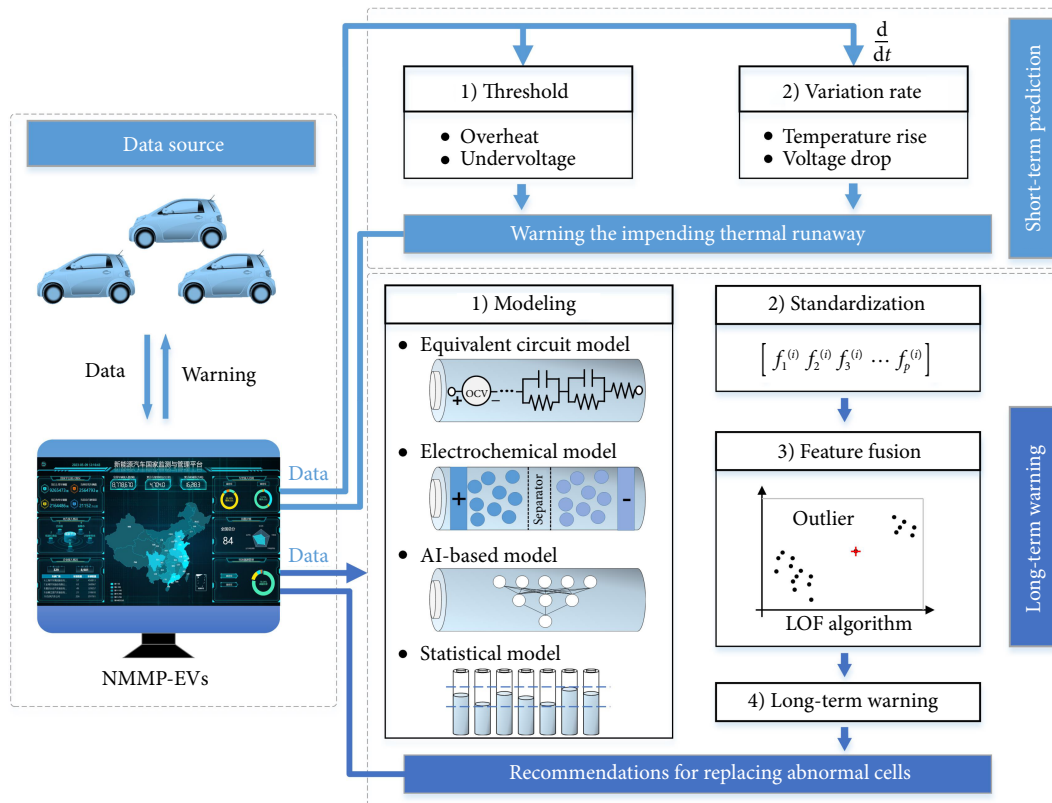 d
dt
1) Threshold
● Overheat
● Undervoltage
2) Variation rate
● Temperature rise
● Voltage drop
Warning the impending thermal runaway
Short-term prediction
Data source
Data
Warning
新能源汽车国家监测与管理平台
84
NMMP-EVs
Data
Data
1) Modeling
● Equivalent circuit model
OCV
+
−
● Electrochemical model
+
Separator
-
● AI-based model
● Statistical model
2) Standardization
[ f₁⁽ⁱ⁾ f₂⁽ⁱ⁾ f₃⁽ⁱ⁾ ⋯ fₚ⁽ⁱ⁾ ]
3) Feature fusion
Outlier
LOF algorithm
4) Long-term warning
Recommendations for replacing abnormal cells
Long-term warning